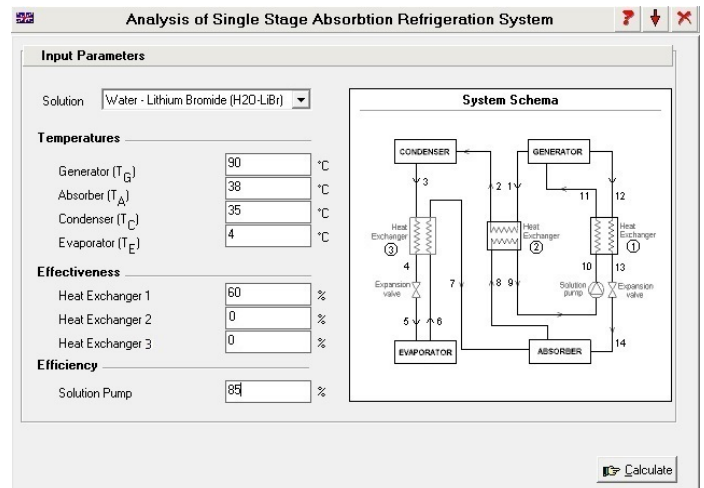 Analysis of Single Stage Absorbtion Refrigeration System
Input Parameters
Solution Water - Lithium Bromide (H2O-LiBr)
Temperatures
Generator (TG) 90 °C
Absorber (TA) 38 °C
Condenser (TC) 35 °C
Evaporator (TE) 4 °C
Effectiveness
Heat Exchanger 1 60 %
Heat Exchanger 2 0 %
Heat Exchanger 3 0 %
Efficiency
Solution Pump 85 %
System Schema
CONDENSER GENERATOR
3 2 1 11 12
Heat Exchanger 3
Heat Exchanger 2
Heat Exchanger 1
4 10 13
Expansion valve
7 8 9
Solution pump
Expansion valve
5 6 14
EVAPORATOR ABSORBER
Calculate